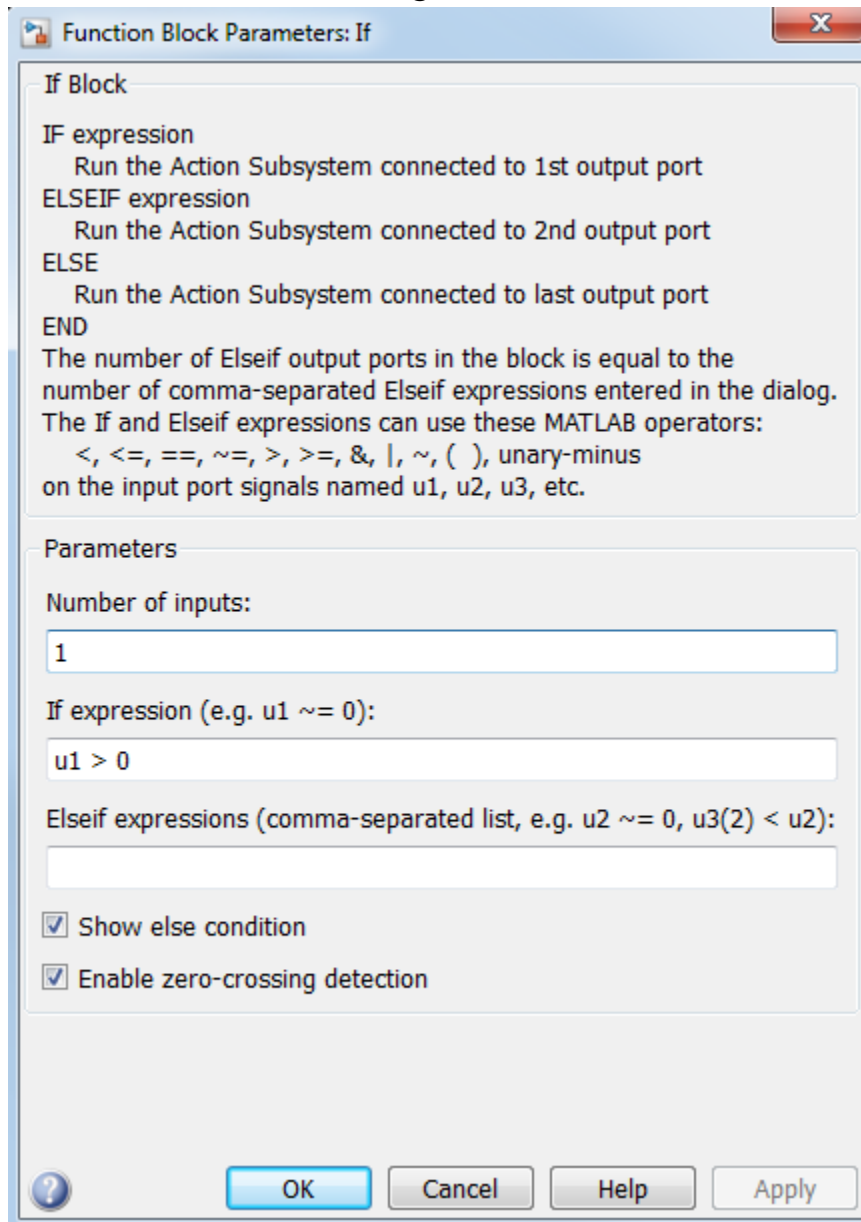 Function Block Parameters: If
If Block
IF expression
Run the Action Subsystem connected to 1st output port
ELSEIF expression
Run the Action Subsystem connected to 2nd output port
ELSE
Run the Action Subsystem connected to last output port
END
The number of Elseif output ports in the block is equal to the
number of comma-separated Elseif expressions entered in the dialog.
The If and Elseif expressions can use these MATLAB operators:
<, <=, ==, ~=, >, >=, &, |, ~, ( ), unary-minus
on the input port signals named u1, u2, u3, etc.
Parameters
Number of inputs:
1
If expression (e.g. u1 ~= 0):
u1 > 0
Elseif expressions (comma-separated list, e.g. u2 ~= 0, u3(2) < u2):
Show else condition
Enable zero-crossing detection
OK Cancel Help Apply